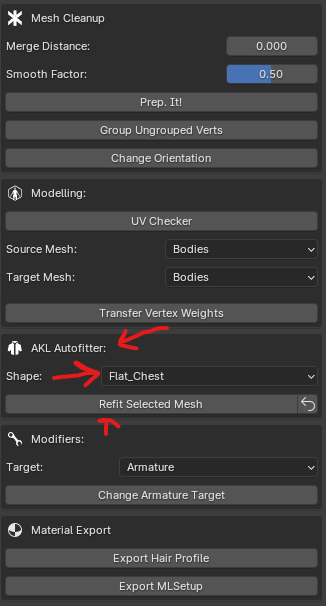 Mesh Cleanup
Merge Distance: 0.000
Smooth Factor: 0.50
Prep. It!
Group Ungrouped Verts
Change Orientation
Modelling:
UV Checker
Source Mesh: Bodies
Target Mesh: Bodies
Transfer Vertex Weights
AKL Autofitter:
Shape: Flat_Chest
Refit Selected Mesh
Modifiers:
Target: Armature
Change Armature Target
Material Export
Export Hair Profile
Export MLSetup